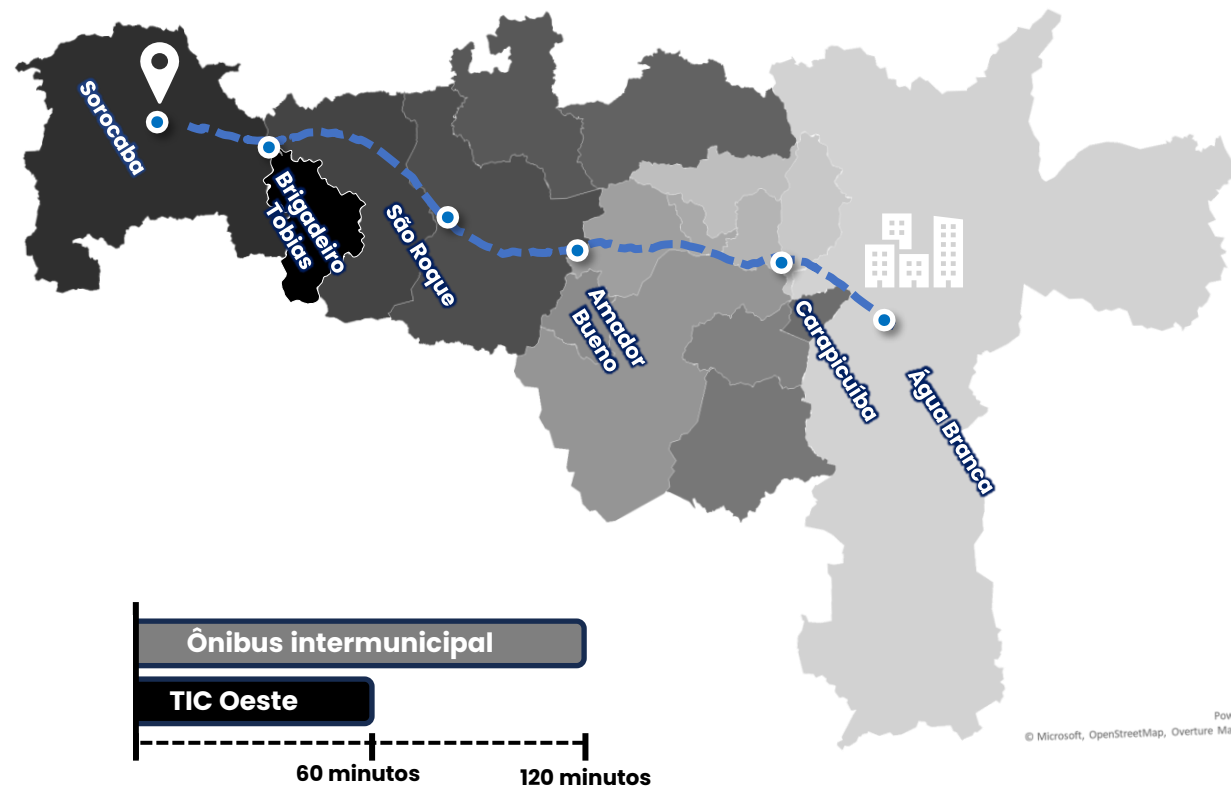 Sorocaba
Brigadeiro
Tobias
São Roque
Amador
Bueno
Carapicuíba
Água Branca
Ônibus intermunicipal
TIC Oeste
60 minutos
120 minutos
© Microsoft, OpenStreetMap, Overture